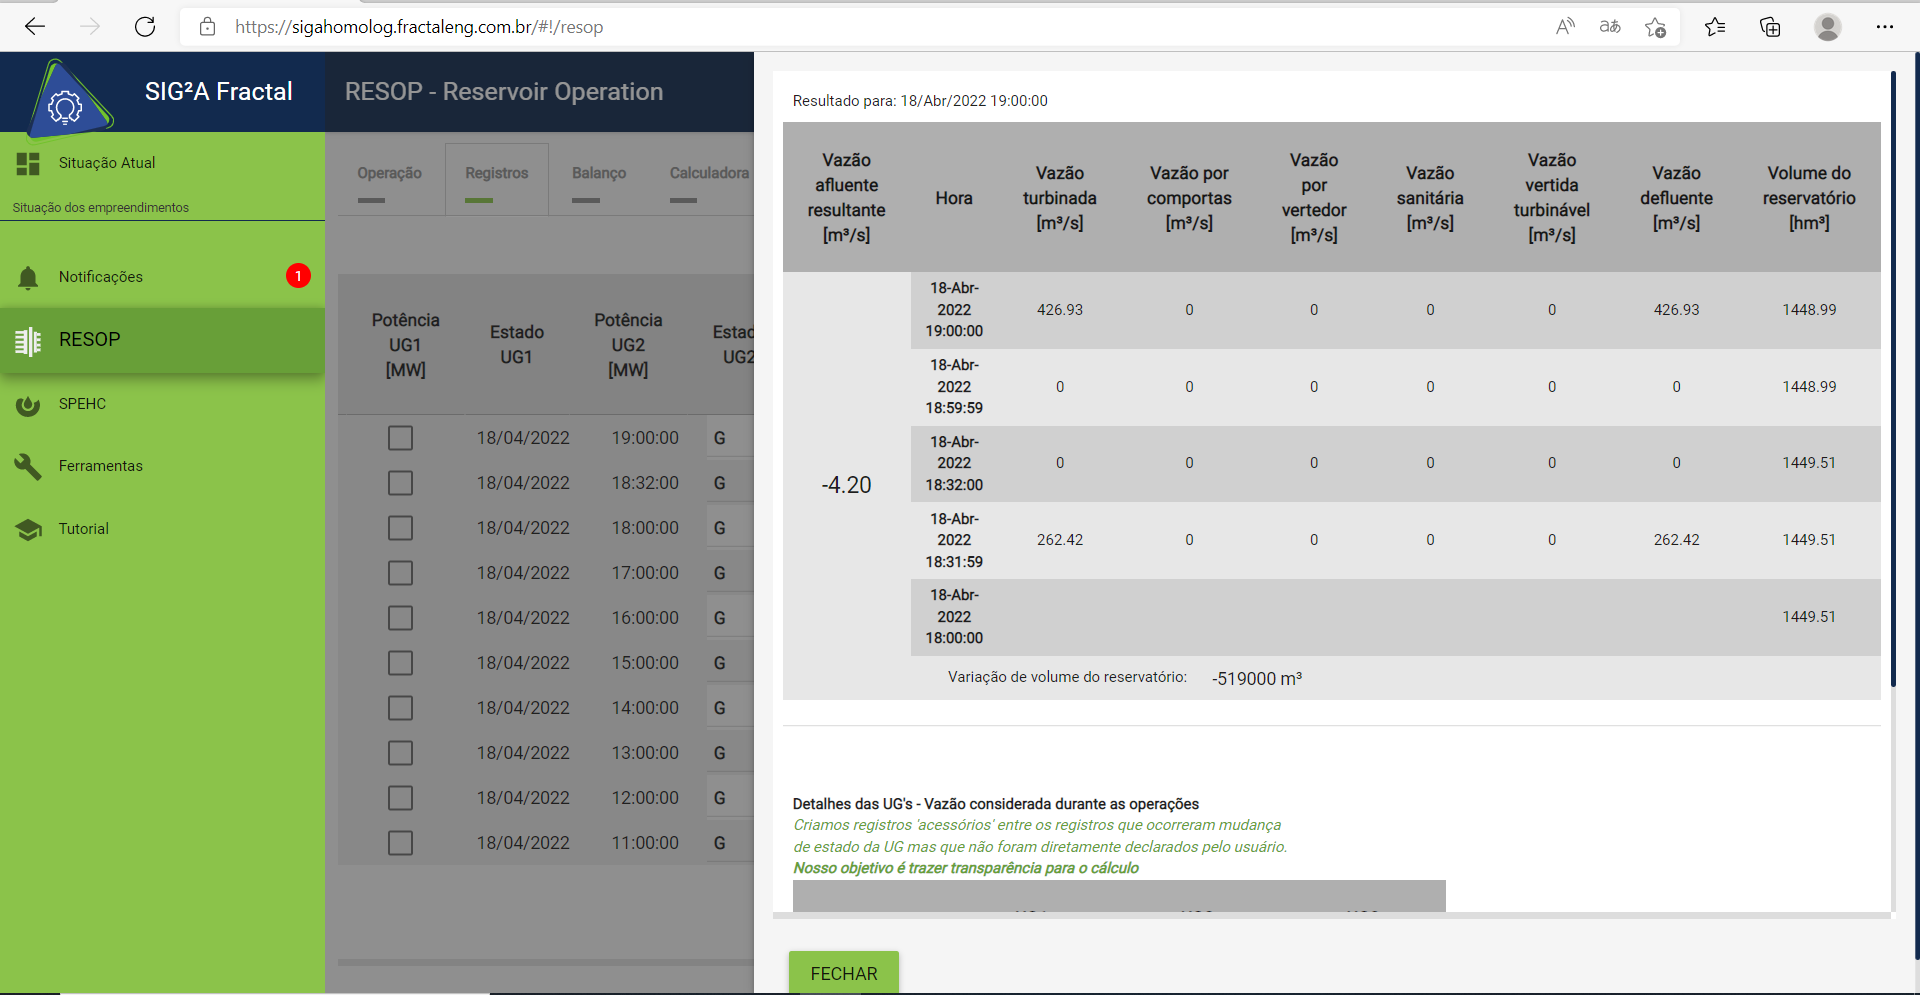 https://sigahomolog.fractaleng.com.br/#!/resop
SIG²A Fractal
Situação Atual
Situação dos empreendimentos
Notificações
1
RESOP
SPEHC
Ferramentas
Tutorial
RESOP - Reservoir Operation
Operação
Registros
Balanço
Calculadora
Potência
UG1
[MW]
Estado
UG1
Potência
UG2
[MW]
Estad
UG2
18/04/2022 19:00:00 G
18/04/2022 18:32:00 G
18/04/2022 18:00:00 G
18/04/2022 17:00:00 G
18/04/2022 16:00:00 G
18/04/2022 15:00:00 G
18/04/2022 14:00:00 G
18/04/2022 13:00:00 G
18/04/2022 12:00:00 G
18/04/2022 11:00:00 G
Resultado para: 18/Abr/2022 19:00:00
Vazão
afluente
resultante
[m³/s]
Hora
Vazão
turbinada
[m³/s]
Vazão por
comportas
[m³/s]
Vazão
por
vertedor
[m³/s]
Vazão
sanitária
[m³/s]
Vazão
vertida
turbinável
[m³/s]
Vazão
defluente
[m³/s]
Volume do
reservatório
[hm³]
-4.20
18-Abr-
2022
19:00:00
426.93 0 0 0 0 426.93 1448.99
18-Abr-
2022
18:59:59
0 0 0 0 0 0 1448.99
18-Abr-
2022
18:32:00
0 0 0 0 0 0 1449.51
18-Abr-
2022
18:31:59
262.42 0 0 0 0 262.42 1449.51
18-Abr-
2022
18:00:00
1449.51
Variação de volume do reservatório: -519000 m³
Detalhes das UG's - Vazão considerada durante as operações
Criamos registros 'acessórios' entre os registros que ocorreram mudança
de estado da UG mas que não foram diretamente declarados pelo usuário.
Nosso objetivo é trazer transparência para o cálculo
FECHAR